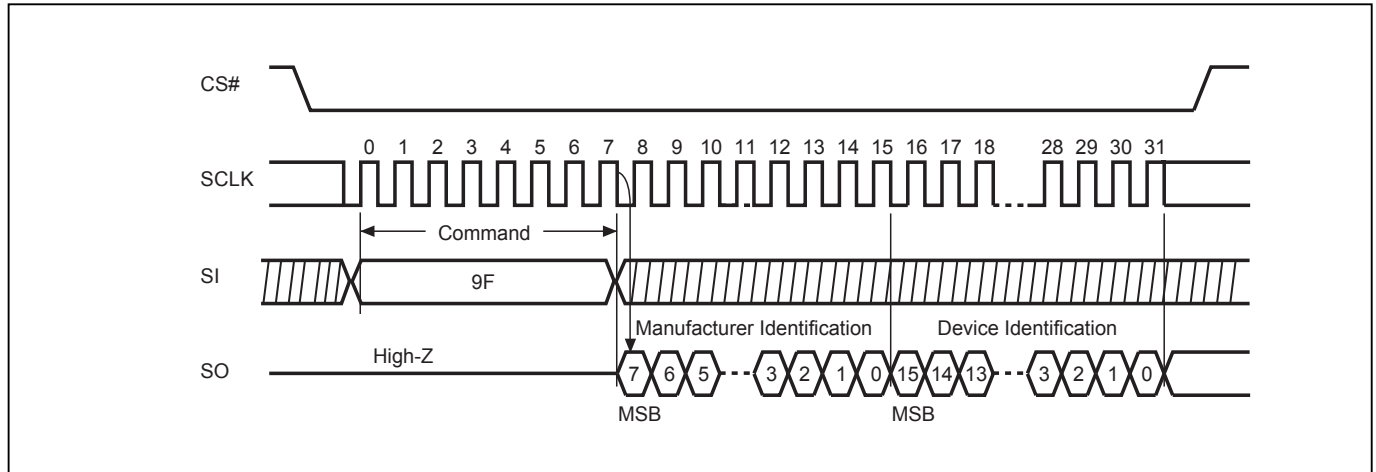 CS#
0 1 2 3 4 5 6 7 8 9 10 11 12 13 14 15 16 17 18 28 29 30 31
SCLK
Command
SI
9F
Manufacturer Identification Device Identification
High-Z
SO
7 6 5 3 2 1 0 15 14 13 3 2 1 0
MSB MSB